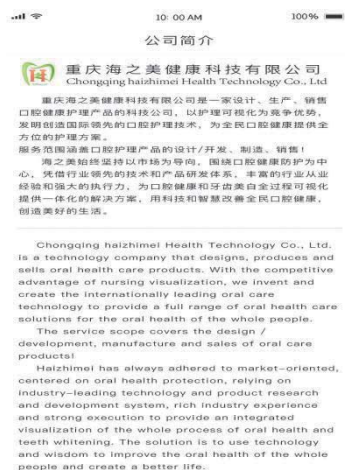 10: 00 AM
100%
公司简介
重庆海之美健康科技有限公司
Chongqing haizhimei Health Technology Co., Ltd
重庆海之美健康科技有限公司是一家设计、生产、销售
口腔健康护理产品的科技公司，以护理可视化为竞争优势，
发明创造国际领先的口腔护理技术，为全民口腔健康提供全
方位的护理方案。
服务范围涵盖口腔护理产品的设计/开发、制造、销售！
海之美始终坚持以市场为导向，围绕口腔健康防护为中
心，凭借行业领先的技术和产品研发体系，丰富的行业从业
经验和强大的执行力，为口腔健康和牙齿美白全过程可视化
提供一体化的解决方案，用科技和智慧改善全民口腔健康，
创造美好的生活。
Chongqing haizhimei Health Technology Co., Ltd.
is a technology company that designs, produces and
sells oral health care products. With the competitive
advantage of nursing visualization, we invent and
create the internationally leading oral care
technology to provide a full range of oral health care
solutions for the oral health of the whole people.
The service scope covers the design /
development, manufacture and sales of oral care
products!
Haizhimei has always adhered to market-oriented,
centered on oral health protection, relying on
industry-leading technology and product research
and development system, rich industry experience
and strong execution to provide an integrated
visualization of the whole process of oral health and
teeth whitening. The solution is to use technology
and wisdom to improve the oral health of the whole
people and create a better life.